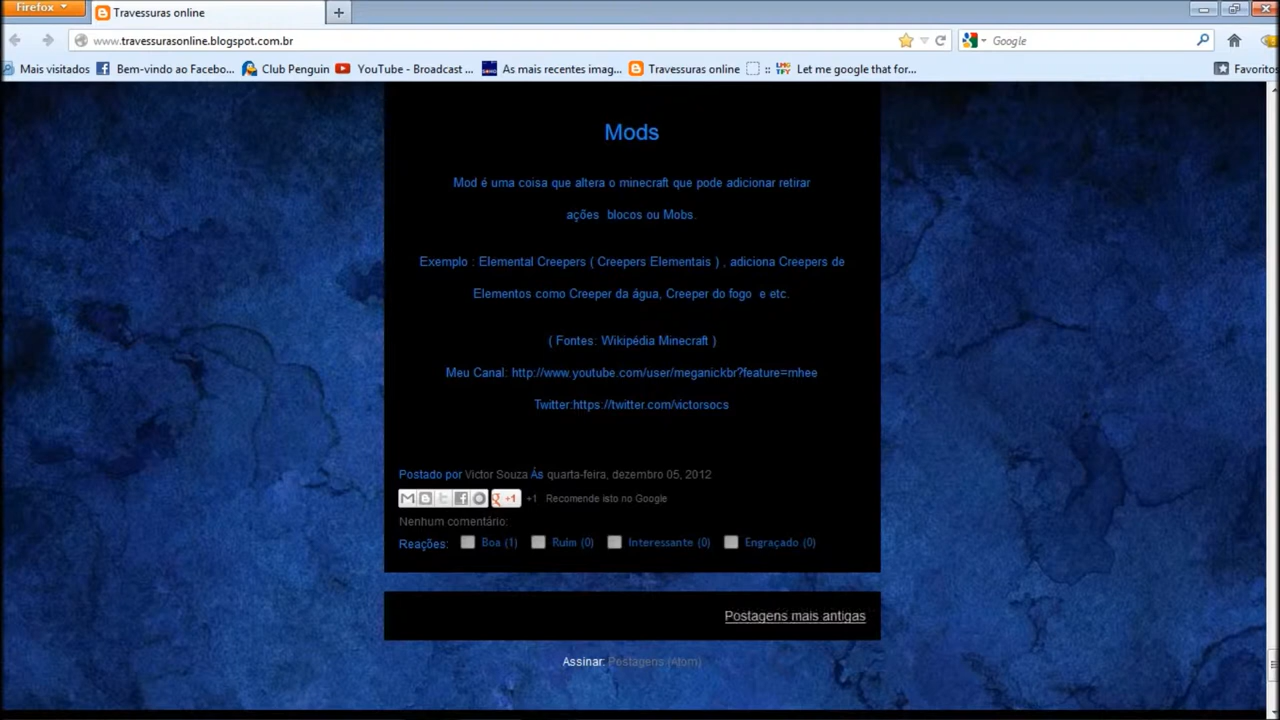 Firefox
Travessuras online
www.travessurasonline.blogspot.com.br
Google
Mais visitados
Bem-vindo ao Facebo...
Club Penguin
YouTube - Broadcast ...
As mais recentes imag...
Travessuras online
::
LMG
TFY
Let me google that for...
Favoritos
Mods
Mod é uma coisa que altera o minecraft que pode adicionar retirar
ações blocos ou Mobs.
Exemplo : Elemental Creepers ( Creepers Elementais ) , adiciona Creepers de
Elementos como Creeper da água, Creeper do fogo e etc.
( Fontes: Wikipédia Minecraft )
Meu Canal: http://www.youtube.com/user/meganickbr?feature=mhee
Twitter:https://twitter.com/victorsocs
Postado por Victor Souza Ás quarta-feira, dezembro 05, 2012
+1 +1 Recomende isto no Google
Nenhum comentário:
Reações: Boa (1) Ruim (0) Interessante (0) Engraçado (0)
Postagens mais antigas
Assinar: Postagens (Atom)